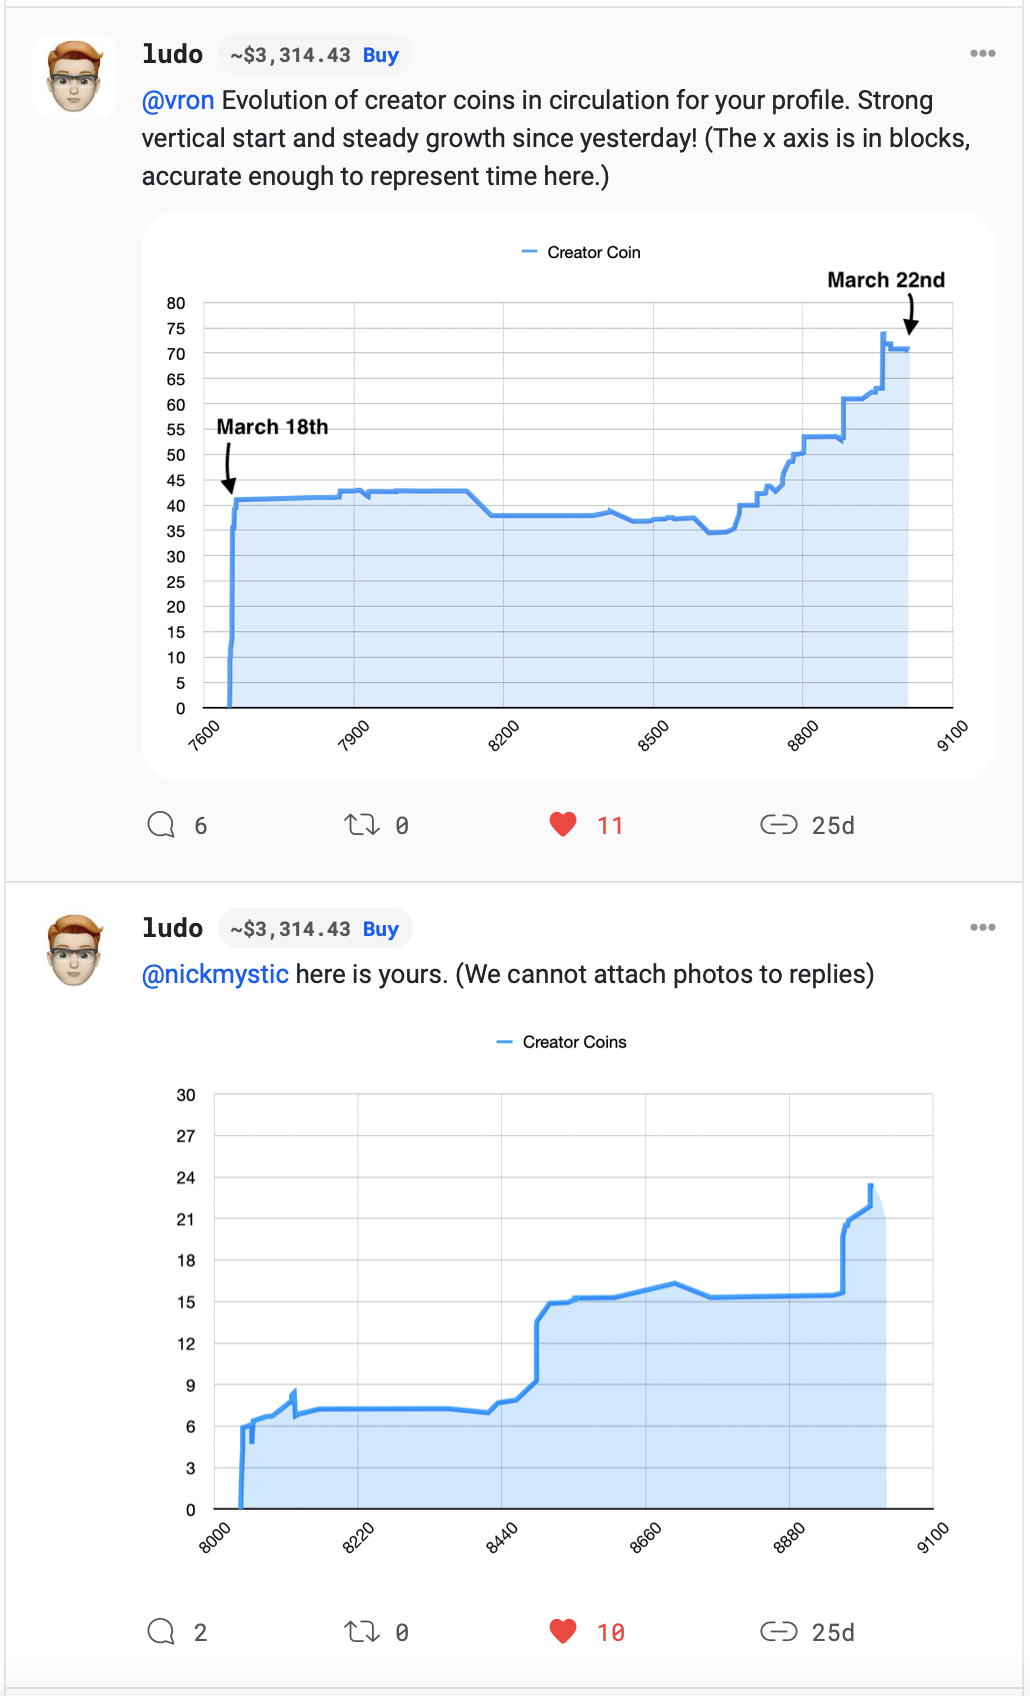 ludo ~$3,314.43 Buy
@vron Evolution of creator coins in circulation for your profile. Strong
vertical start and steady growth since yesterday! (The x axis is in blocks,
accurate enough to represent time here.)
Creator Coin
March 22nd
March 18th
80
75
70
65
60
55
50
45
40
35
30
25
20
15
10
5
0
7600 7900 8200 8500 8800 9100
6 0 11 25d
ludo ~$3,314.43 Buy
@nickmystic here is yours. (We cannot attach photos to replies)
Creator Coins
30
27
24
21
18
15
12
9
6
3
0
8000 8220 8440 8660 8880 9100
2 0 10 25d